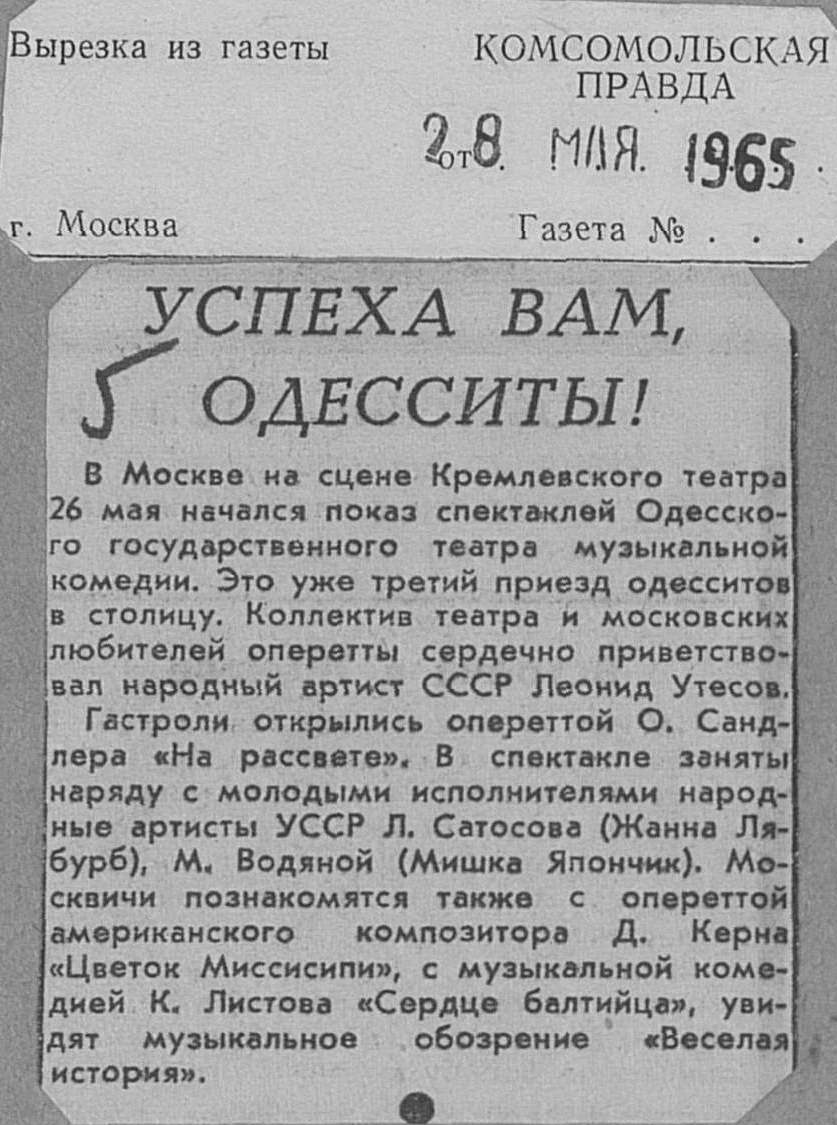 Вырезка из газеты
КОМСОМОЛЬСКАЯ
ПРАВДА
от 28. МАЯ. 1965.
г. Москва
Газета № . . .
УСПЕХА ВАМ,
ОДЕССИТЫ!
В Москве на сцене Кремлевского театра
26 мая начался показ спектаклей Одесско-
го государственного театра музыкальной
комедии. Это уже третий приезд одесситов
в столицу. Коллектив театра и московских
любителей оперетты сердечно приветство-
вал народный артист СССР Леонид Утесов.
Гастроли открылись опереттой О. Санд-
лера «На рассвете». В спектакле заняты
наряду с молодыми исполнителями народ-
ные артисты УССР Л. Сатосова (Жанна Ля-
бурб), М. Водяной (Мишка Япончик). Мо-
сквичи познакомятся также с опереттой
американского композитора Д. Керна
«Цветок Миссисипи», с музыкальной коме-
дией К. Листова «Сердце балтийца», уви-
дят музыкальное обозрение «Веселая
история».